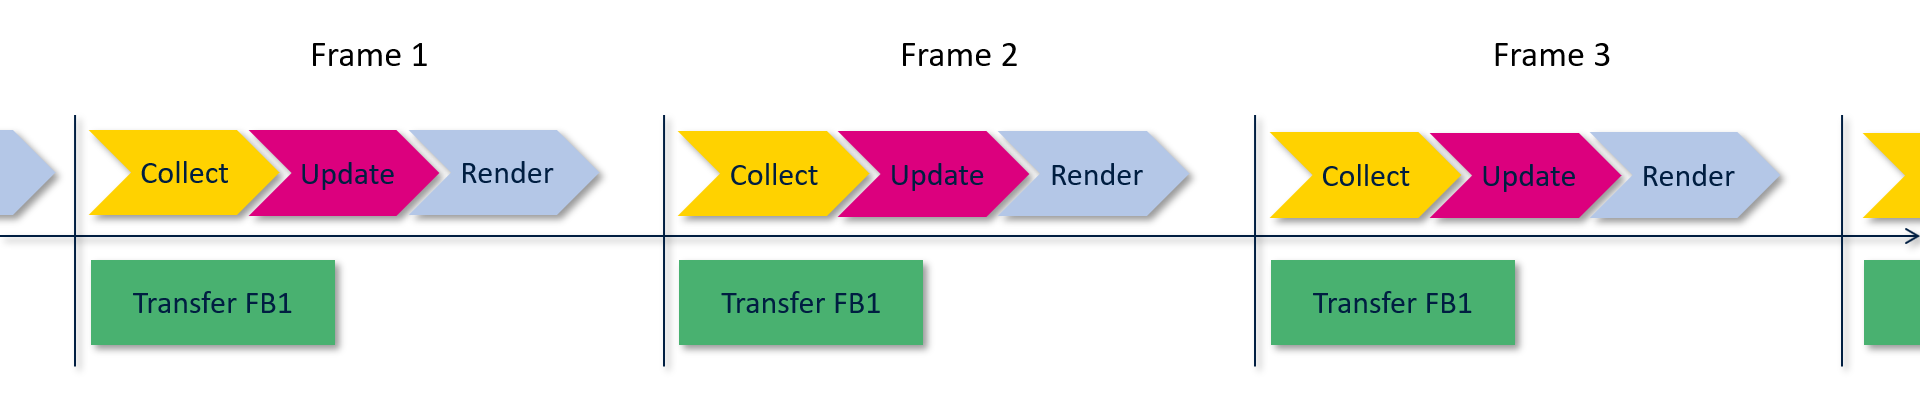 Frame 1
Frame 2
Frame 3
Collect
Update
Render
Collect
Update
Render
Collect
Update
Render
Transfer FB1
Transfer FB1
Transfer FB1